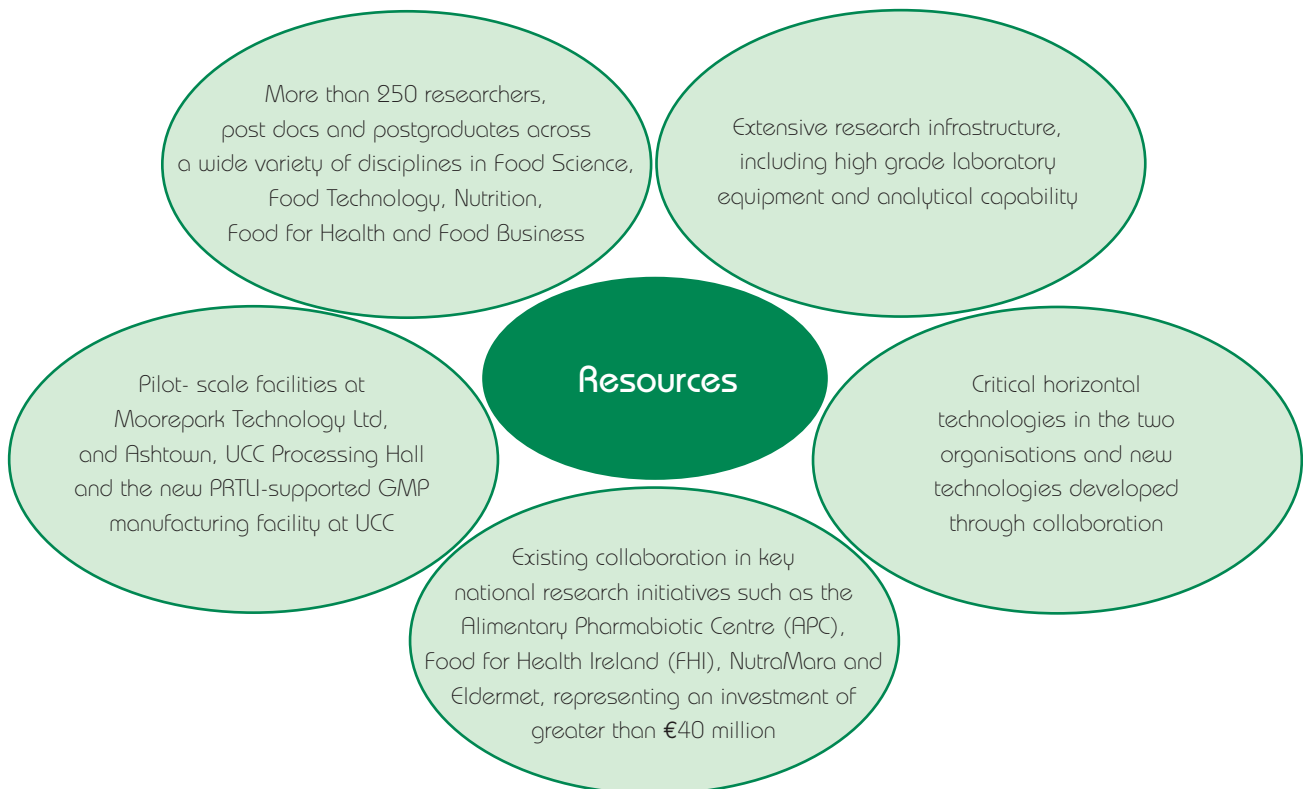 More than 250 researchers,
post docs and postgraduates across
a wide variety of disciplines in Food Science,
Food Technology, Nutrition,
Food for Health and Food Business
Extensive research infrastructure,
including high grade laboratory
equipment and analytical capability
Resources
Pilot- scale facilities at
Moorepark Technology Ltd,
and Ashtown, UCC Processing Hall
and the new PRTLI-supported GMP
manufacturing facility at UCC
Critical horizontal
technologies in the two
organisations and new
technologies developed
through collaboration
Existing collaboration in key
national research initiatives such as the
Alimentary Pharmabiotic Centre (APC),
Food for Health Ireland (FHI), NutraMara and
Eldermet, representing an investment of
greater than €40 million